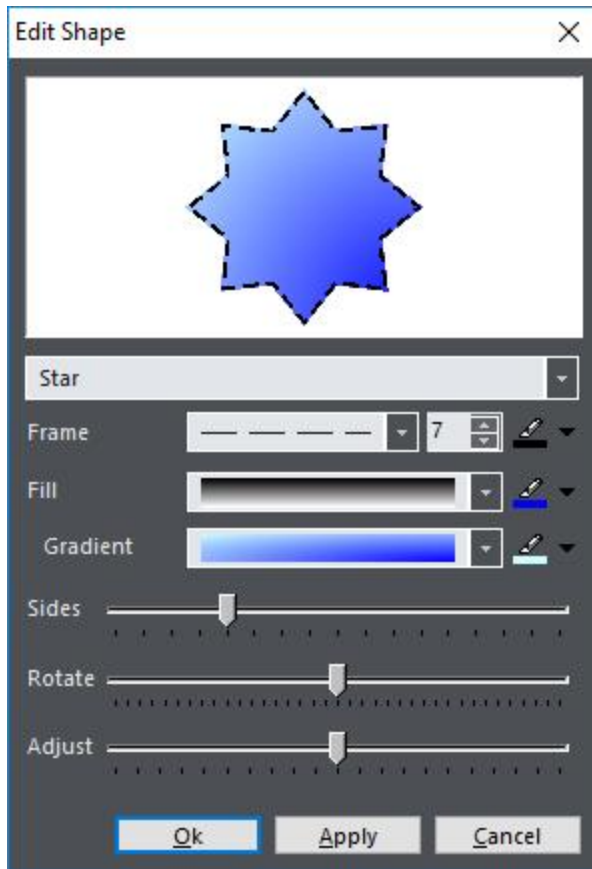 Edit Shape
Star
Frame 7
Fill
Gradient
Sides
Rotate
Adjust
Ok Apply Cancel